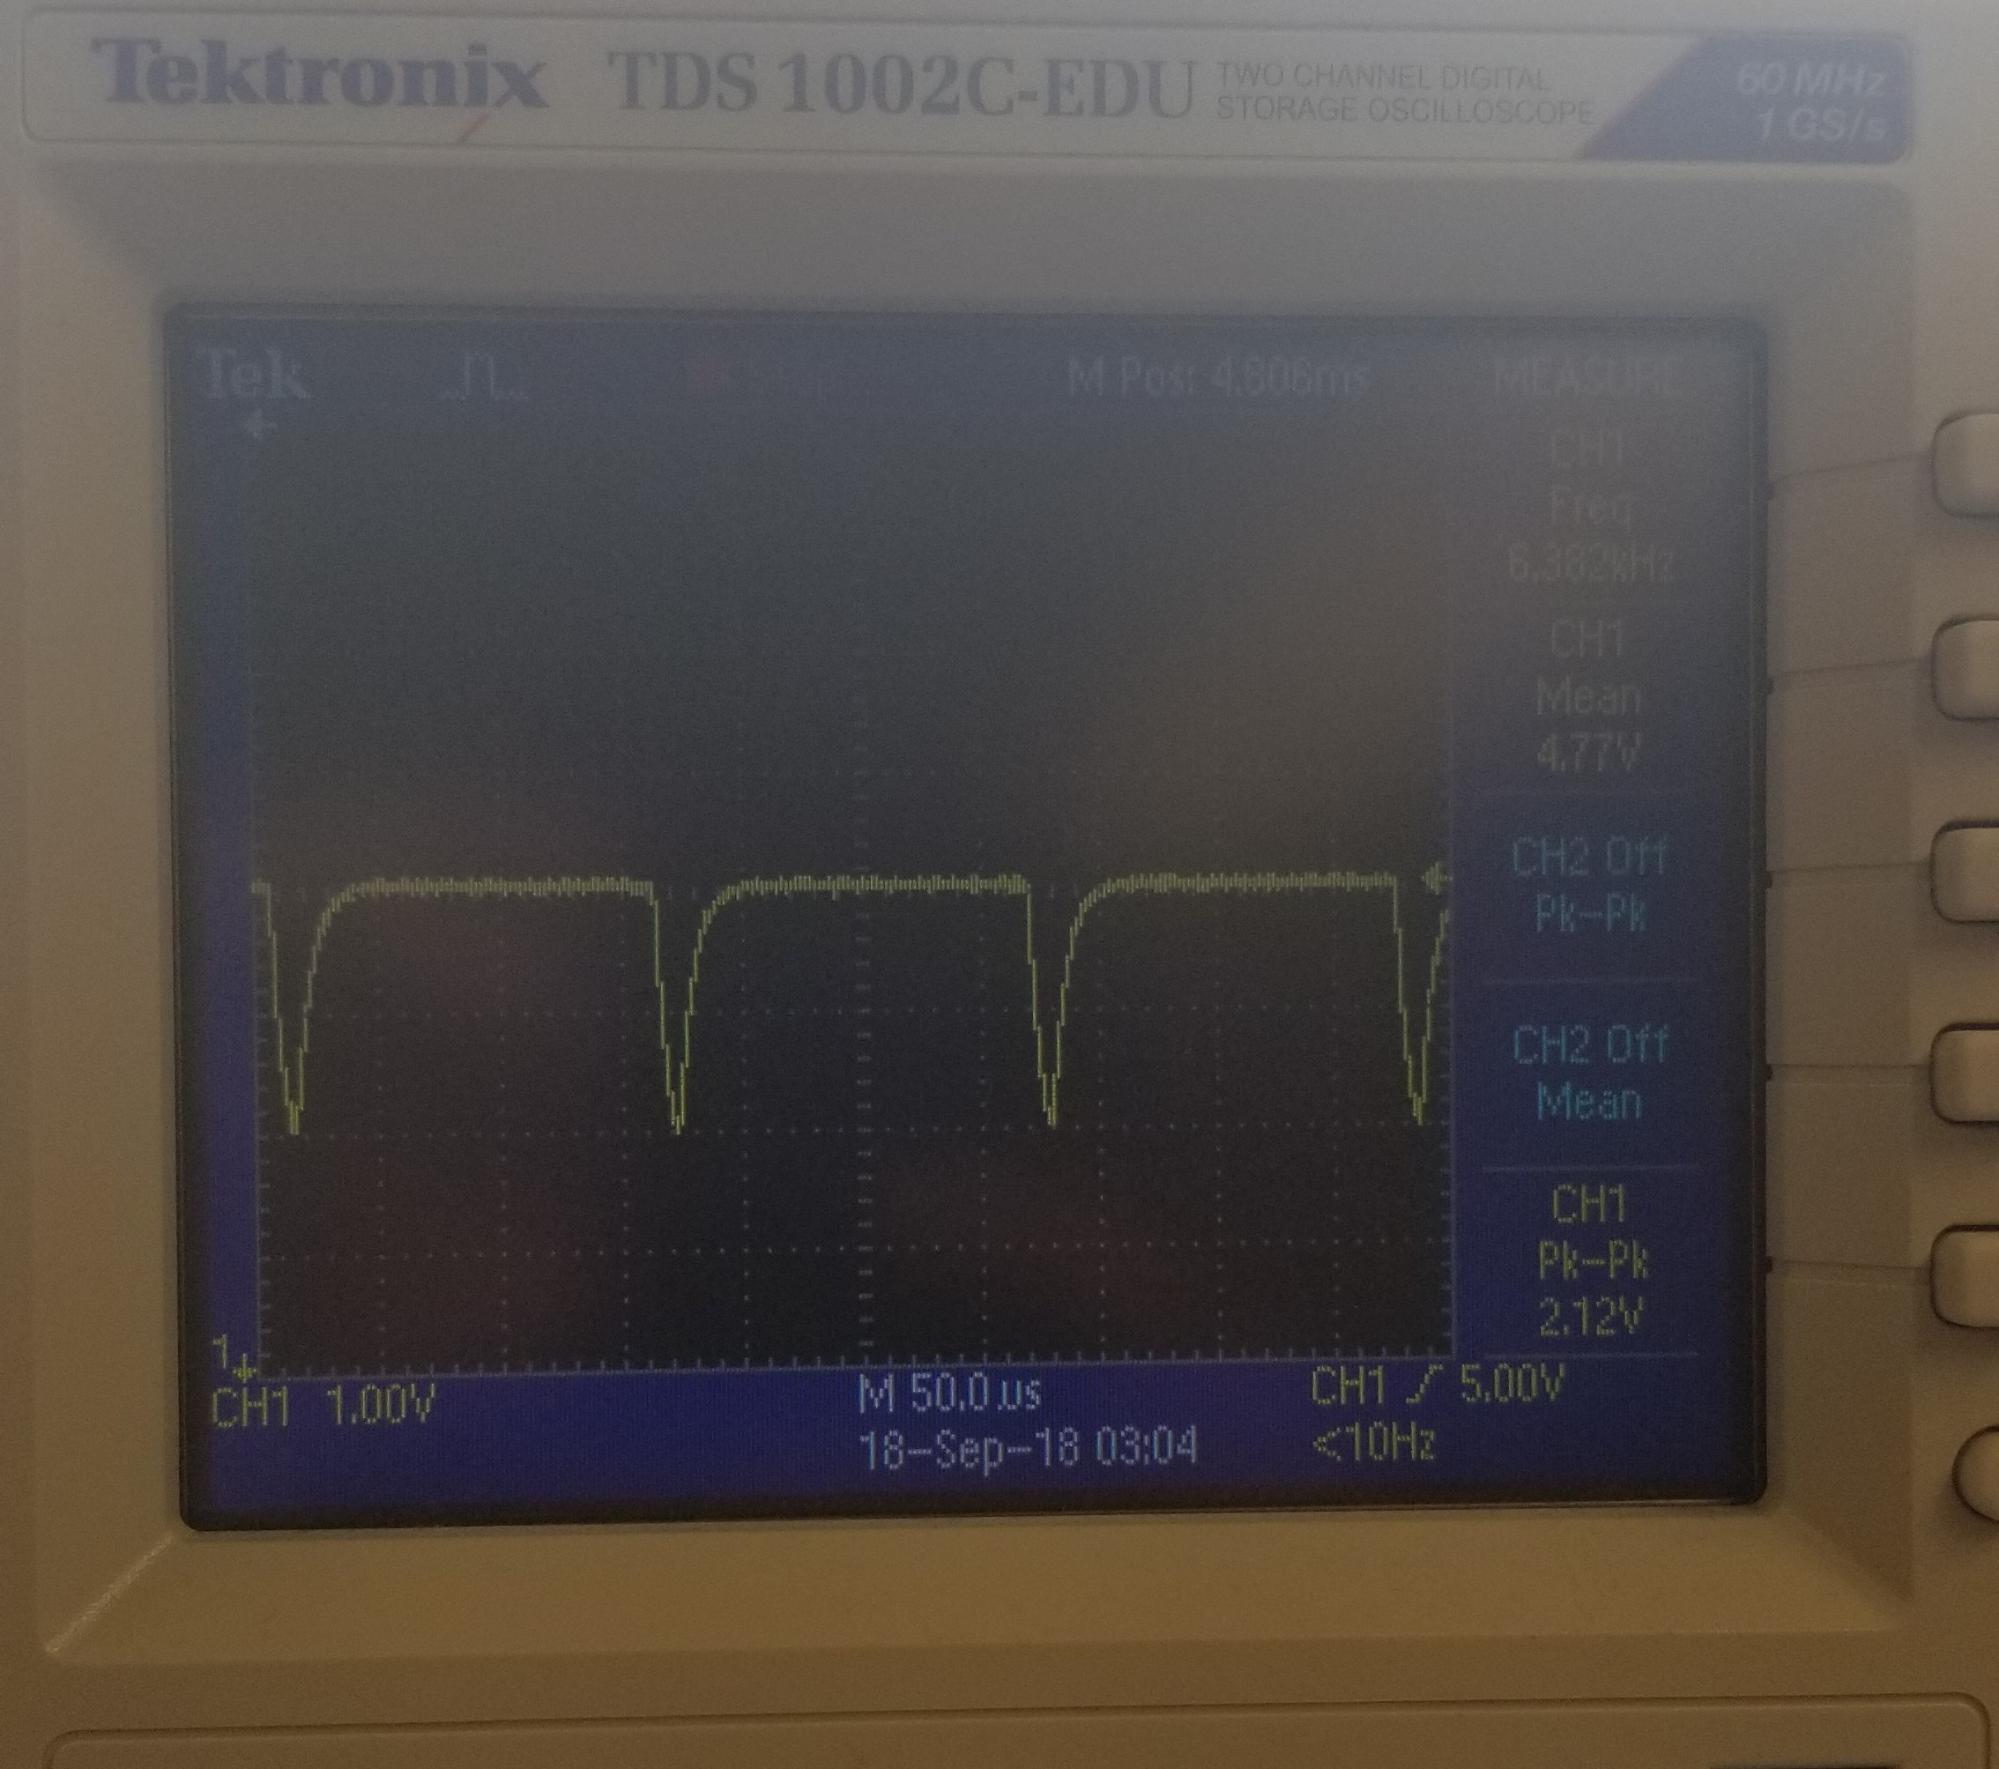 Tektronix TDS 1002C-EDU TWO CHANNEL DIGITAL
STORAGE OSCILLOSCOPE
60 MHz
1 GS/s
Tek M Pos: 4.806ms MEASURE
CH1
Freq
6.382kHz
CH1
Mean
4.77V
CH2 Off
Pk-Pk
CH2 Off
Mean
CH1
Pk-Pk
2.12V
1
CH1 1.00V M 50.0us CH1 5.00V
18-Sep-18 03:04 <10Hz